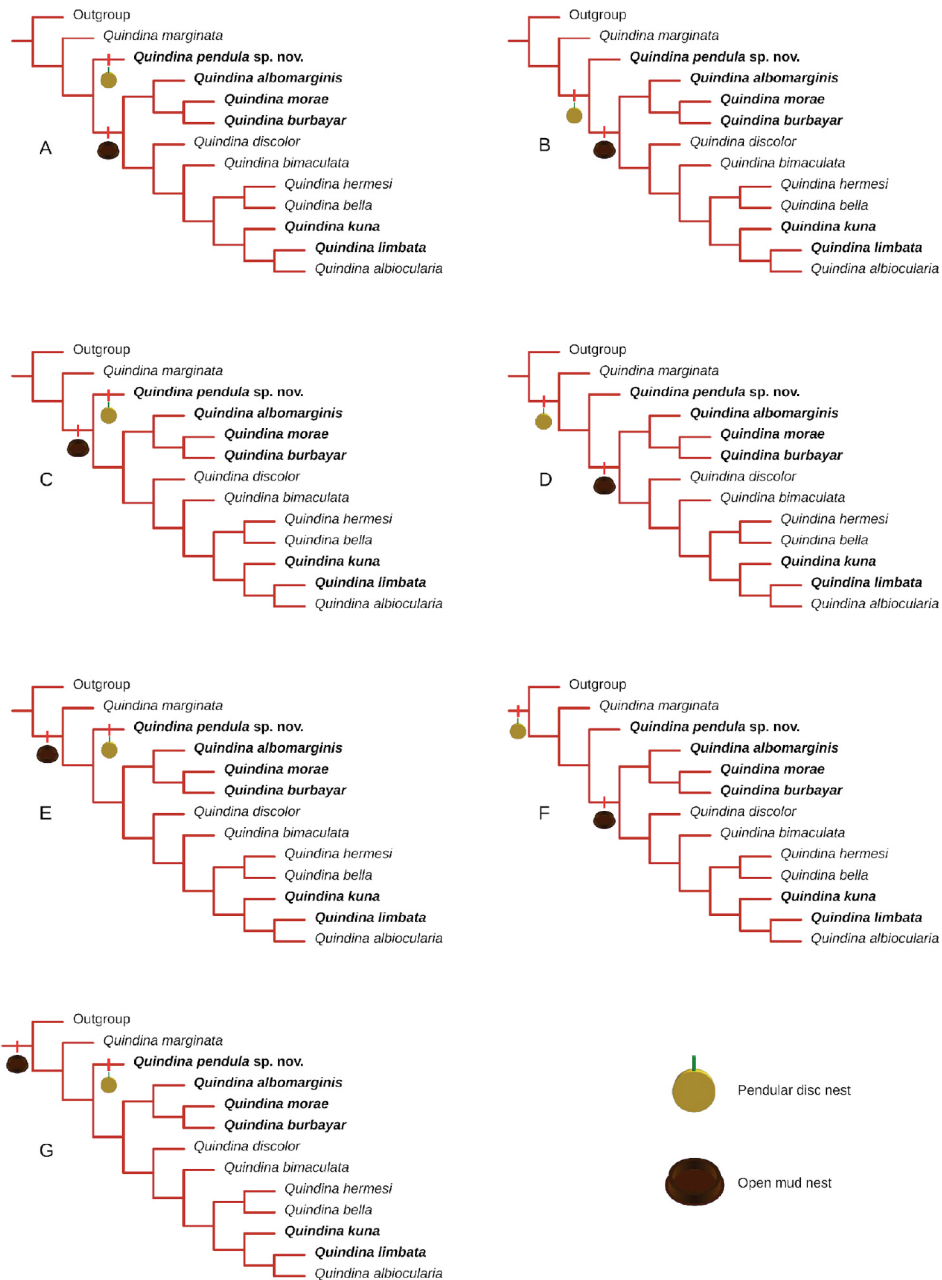 Outgroup
Quindina marginata
Quindina pendula sp. nov.
Quindina albomarginis
Quindina morae
Quindina burbayar
A
Quindina discolor
Quindina bimaculata
Quindina hermesi
Quindina bella
Quindina kuna
Quindina limbata
Quindina albiocularia
Outgroup
Quindina marginata
Quindina pendula sp. nov.
Quindina albomarginis
Quindina morae
Quindina burbayar
B
Quindina discolor
Quindina bimaculata
Quindina hermesi
Quindina bella
Quindina kuna
Quindina limbata
Quindina albiocularia
Outgroup
Quindina marginata
Quindina pendula sp. nov.
Quindina albomarginis
Quindina morae
Quindina burbayar
C
Quindina discolor
Quindina bimaculata
Quindina hermesi
Quindina bella
Quindina kuna
Quindina limbata
Quindina albiocularia
Outgroup
Quindina marginata
Quindina pendula sp. nov.
Quindina albomarginis
Quindina morae
Quindina burbayar
D
Quindina discolor
Quindina bimaculata
Quindina hermesi
Quindina bella
Quindina kuna
Quindina limbata
Quindina albiocularia
Outgroup
Quindina marginata
Quindina pendula sp. nov.
Quindina albomarginis
Quindina morae
Quindina burbayar
E
Quindina discolor
Quindina bimaculata
Quindina hermesi
Quindina bella
Quindina kuna
Quindina limbata
Quindina albiocularia
Outgroup
Quindina marginata
Quindina pendula sp. nov.
Quindina albomarginis
Quindina morae
Quindina burbayar
F
Quindina discolor
Quindina bimaculata
Quindina hermesi
Quindina bella
Quindina kuna
Quindina limbata
Quindina albiocularia
Outgroup
Quindina marginata
Quindina pendula sp. nov.
Quindina albomarginis
Quindina morae
Quindina burbayar
G
Quindina discolor
Quindina bimaculata
Quindina hermesi
Quindina bella
Quindina kuna
Quindina limbata
Quindina albiocularia
Pendular disc nest
Open mud nest